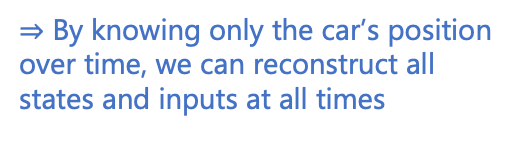 ⇒ By knowing only the car’s position
over time, we can reconstruct all
states and inputs at all times